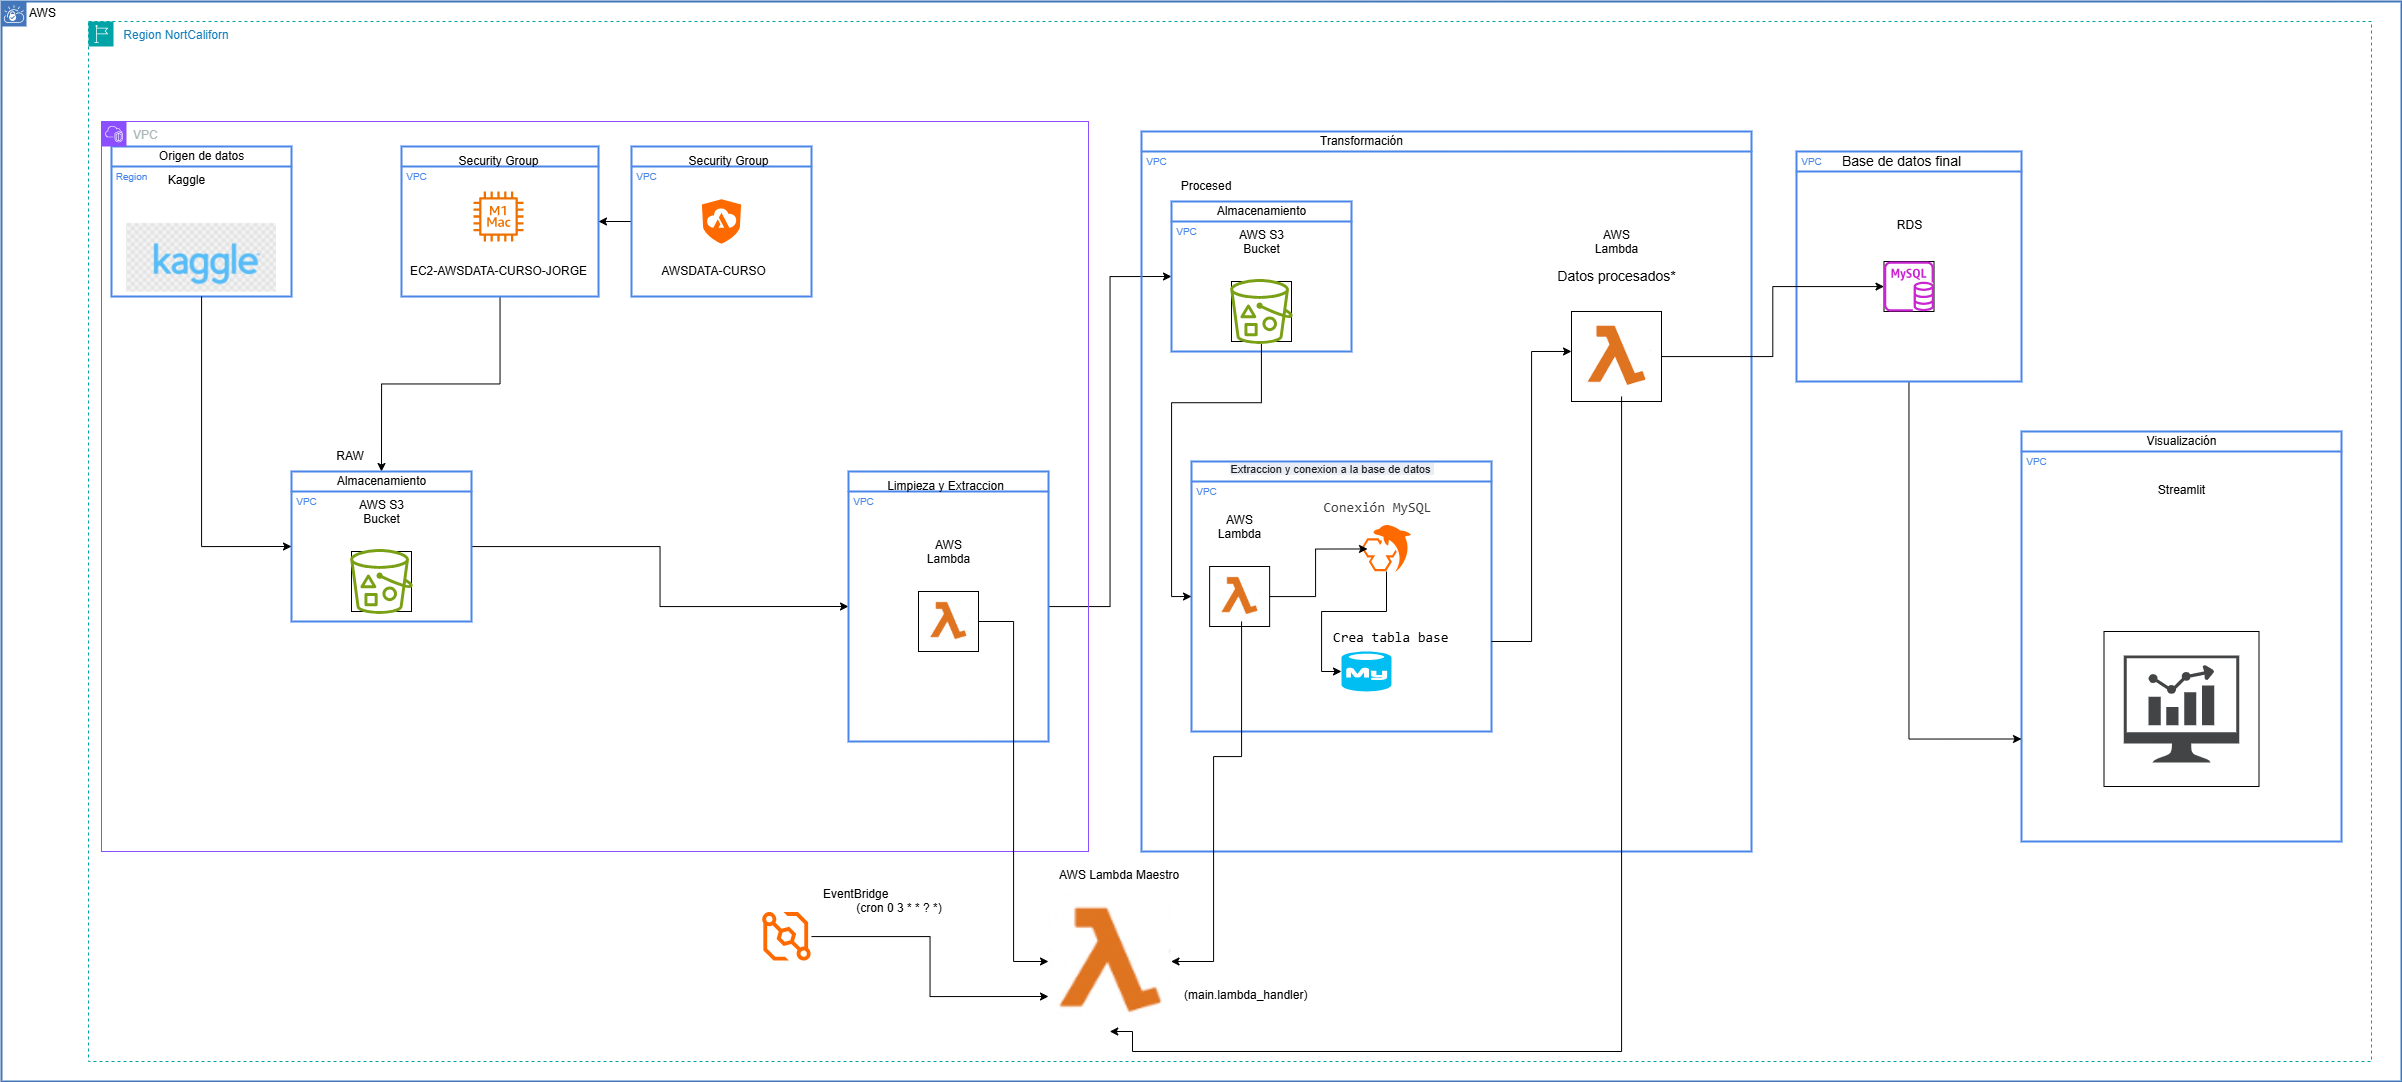 AWS
Region NortCaliforn
VPC
Origen de datos
Region
Kaggle
kaggle
Security Group
VPC
M1
Mac
EC2-AWSDATA-CURSO-JORGE
Security Group
VPC
AWSDATA-CURSO
RAW
Almacenamiento
VPC
AWS S3
Bucket
Limpieza y Extraccion
VPC
AWS
Lambda
Transformación
VPC
Procesed
Almacenamiento
VPC
AWS S3
Bucket
Extraccion y conexion a la base de datos
VPC
AWS
Lambda
Conexión MySQL
Crea tabla base
My
AWS
Lambda
Datos procesados*
VPC
Base de datos final
RDS
MySQL
Visualización
VPC
Streamlit
EventBridge
(cron 0 3 * * ? *)
AWS Lambda Maestro
(main.lambda_handler)